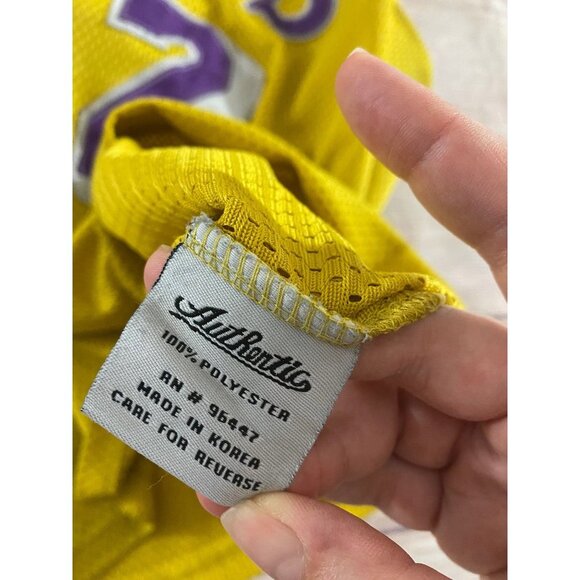 Authentic
100% POLYESTER
RN # 96447
MADE IN KOREA
CARE FOR REVERSE